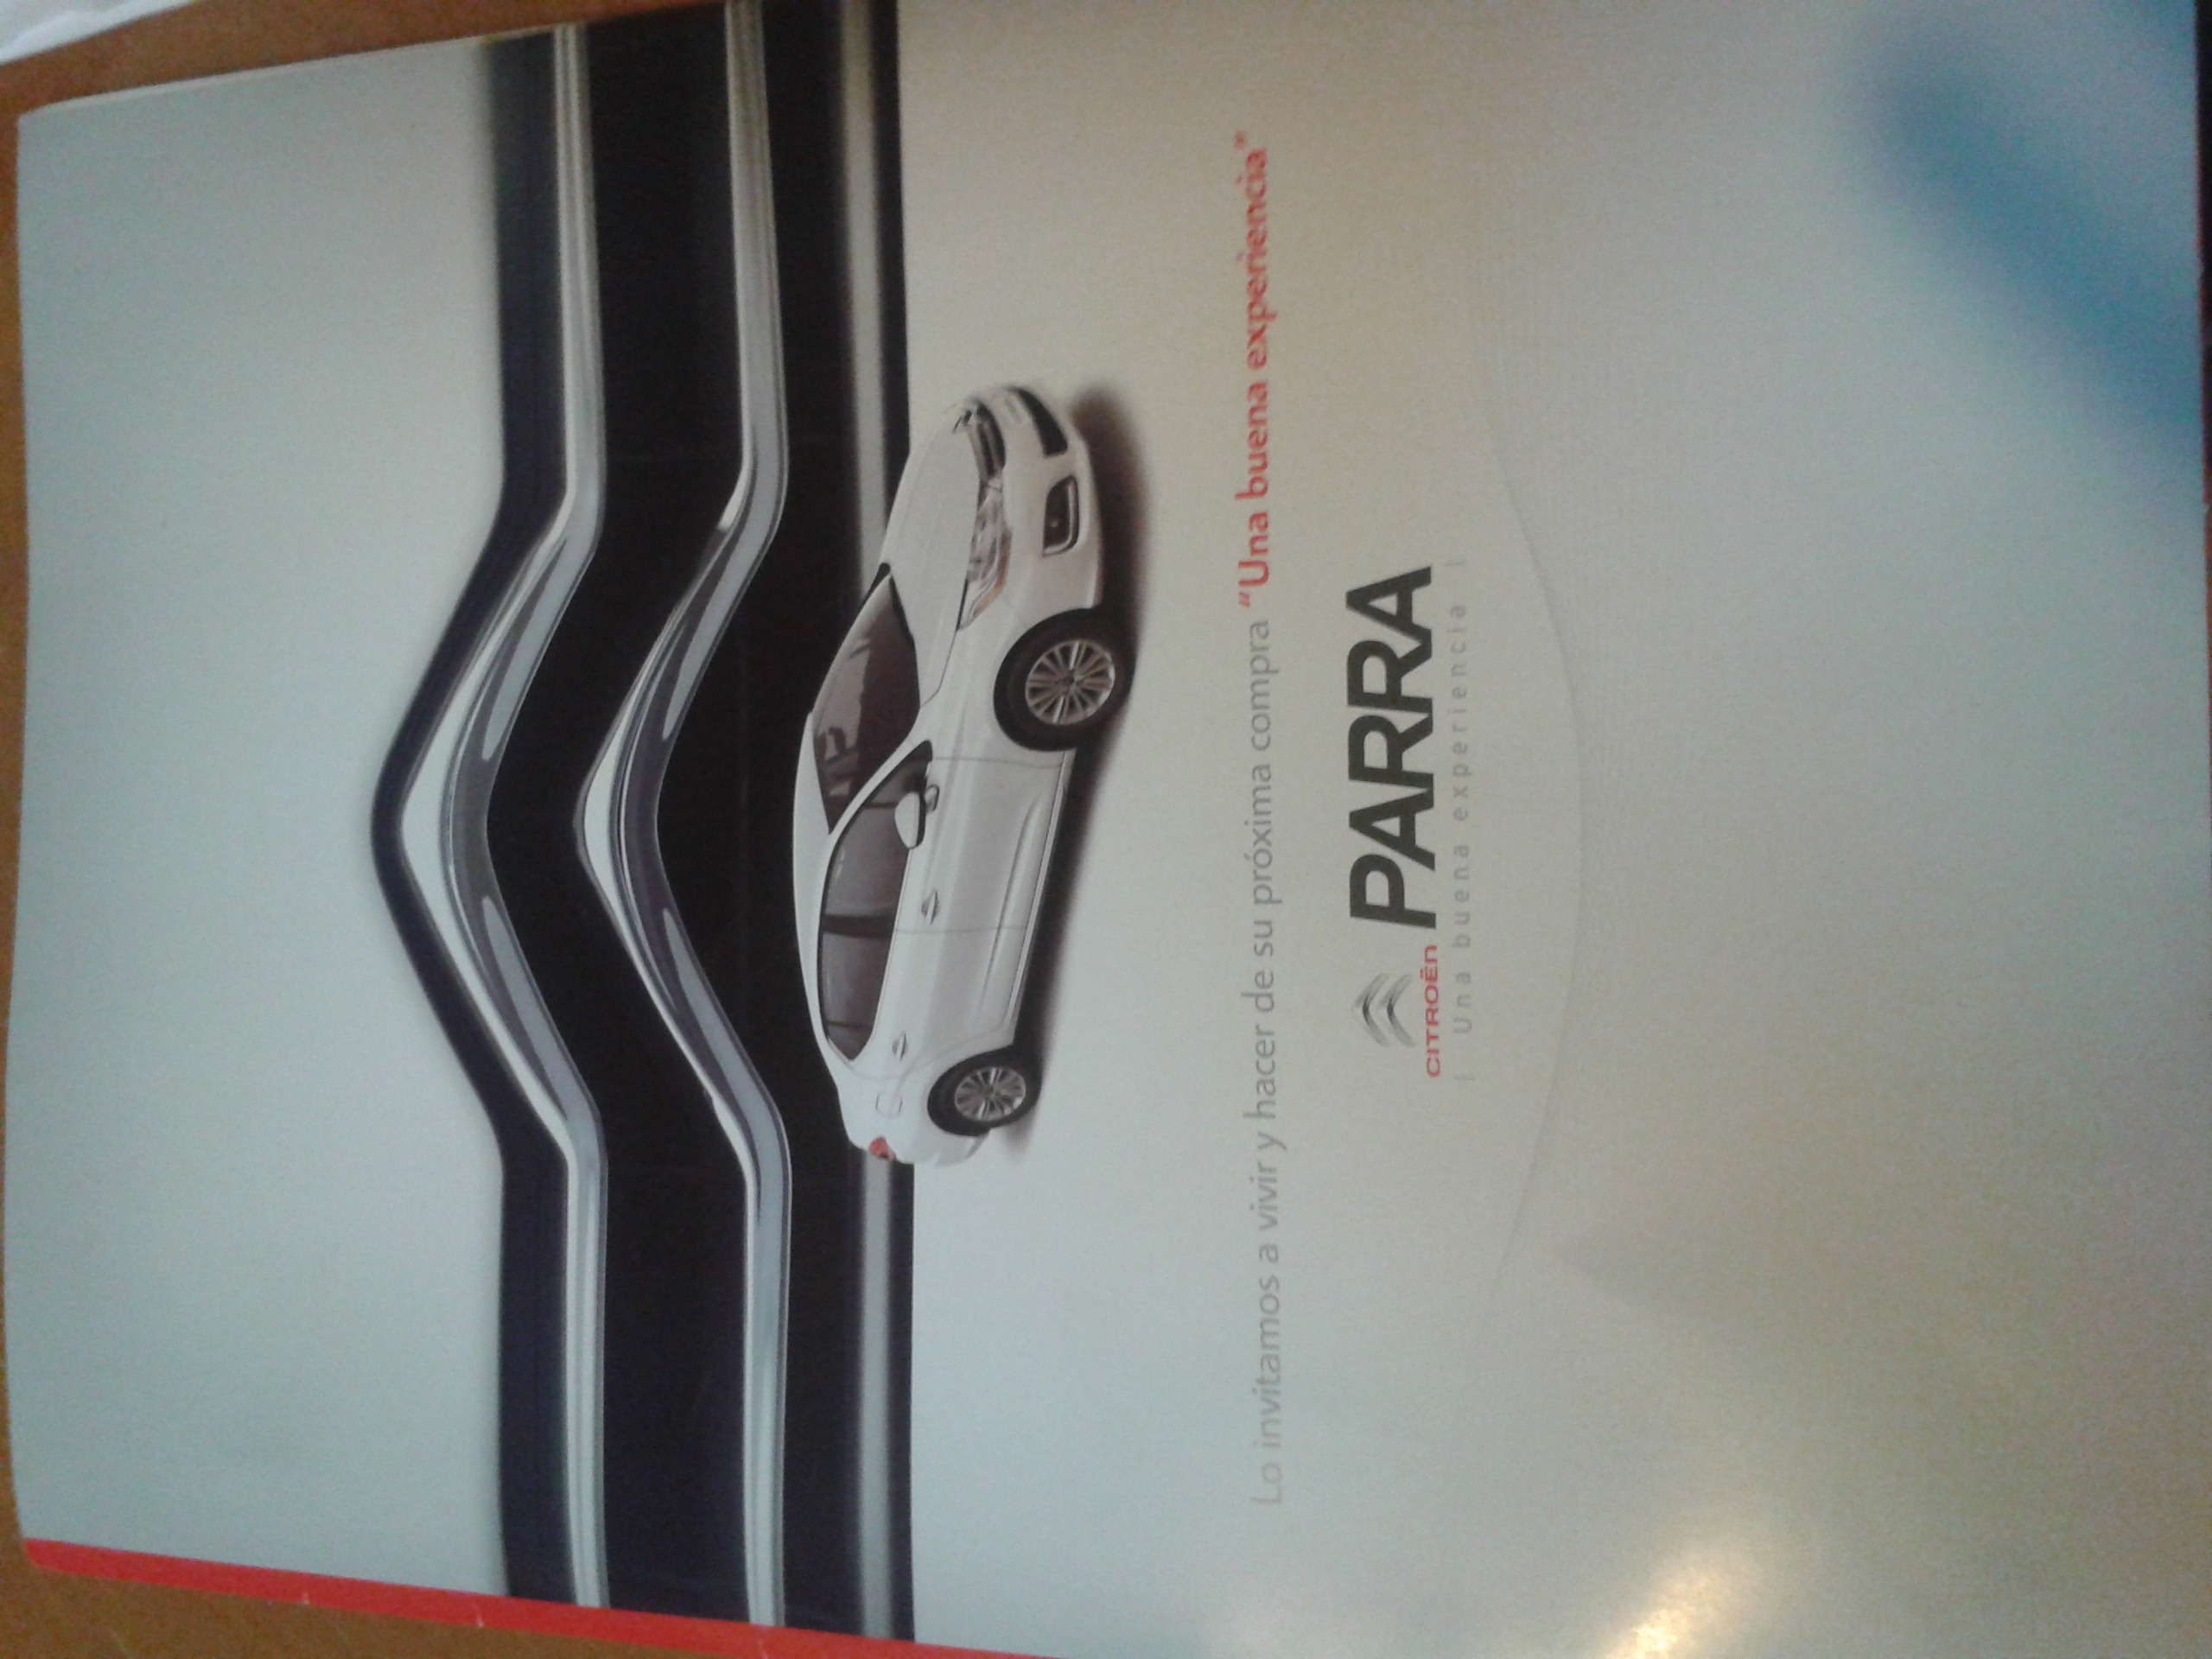 Lo invitamos a vivir y hacer de su próxima compra “Una buena experiencia”
CITROËN PARRA
| Una buena experiencia |